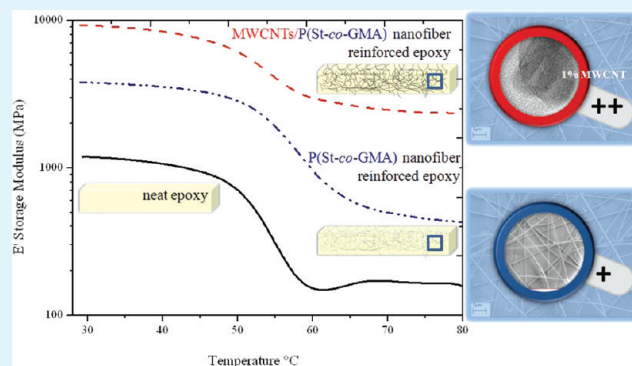 10000
1000
100
E' Storage Modulus (MPa)
MWCNTs/P(St-co-GMA) nanofiber
reinforced epoxy
P(St-co-GMA) nanofiber
reinforced epoxy
neat epoxy
30 40 50 60 70 80
Temperature °C
1% MWCNT
++
+